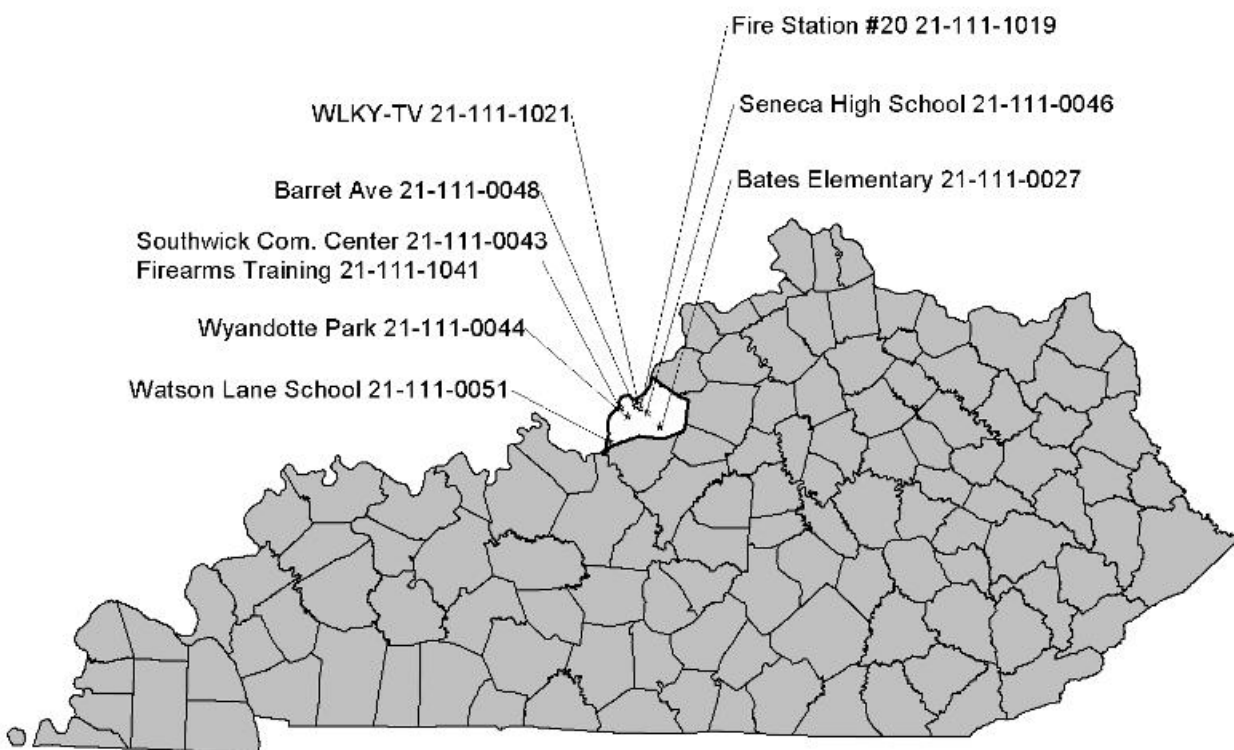 Fire Station #20 21-111-1019
WLKY-TV 21-111-1021
Seneca High School 21-111-0046
Barret Ave 21-111-0048
Bates Elementary 21-111-0027
Southwick Com. Center 21-111-0043
Firearms Training 21-111-1041
Wyandotte Park 21-111-0044
Watson Lane School 21-111-0051